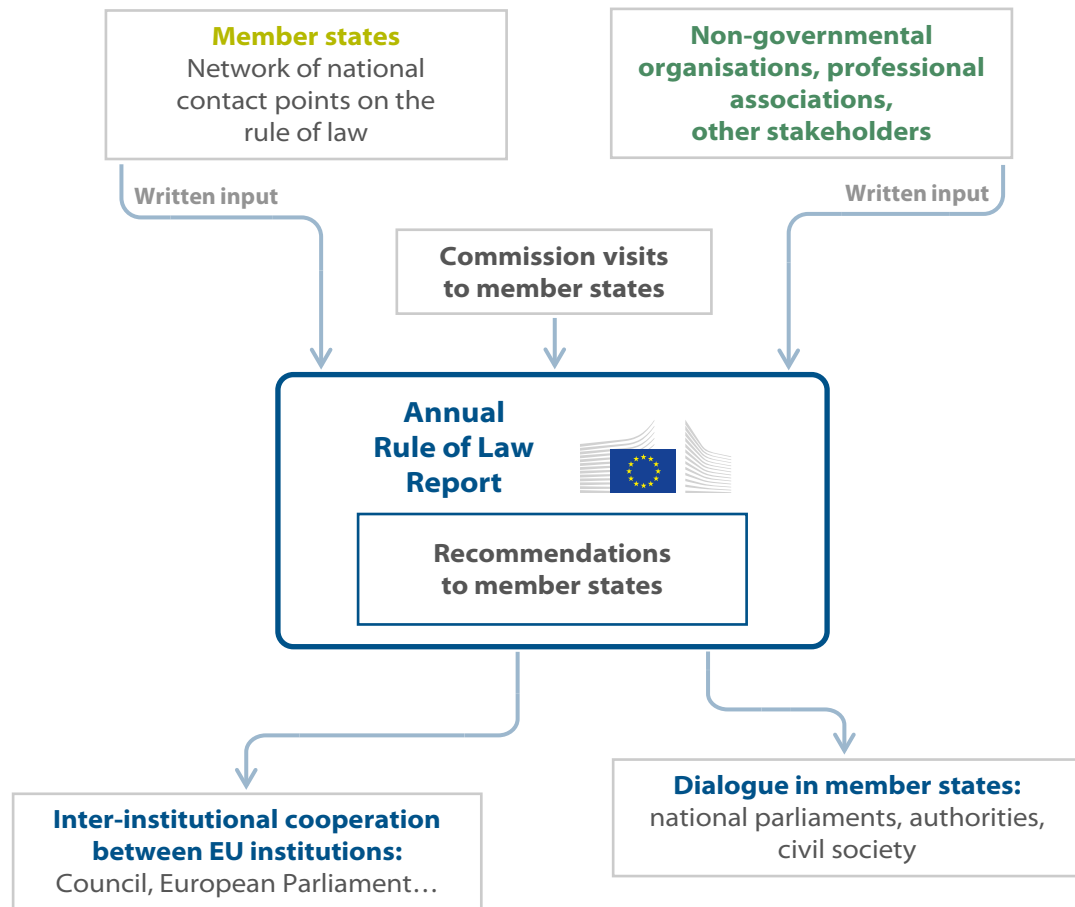 Member states
Network of national
contact points on the
rule of law
Non-governmental
organisations, professional
associations,
other stakeholders
Written input
Written input
Commission visits
to member states
Annual
Rule of Law
Report
Recommendations
to member states
Inter-institutional cooperation
between EU institutions:
Council, European Parliament…
Dialogue in member states:
national parliaments, authorities,
civil society